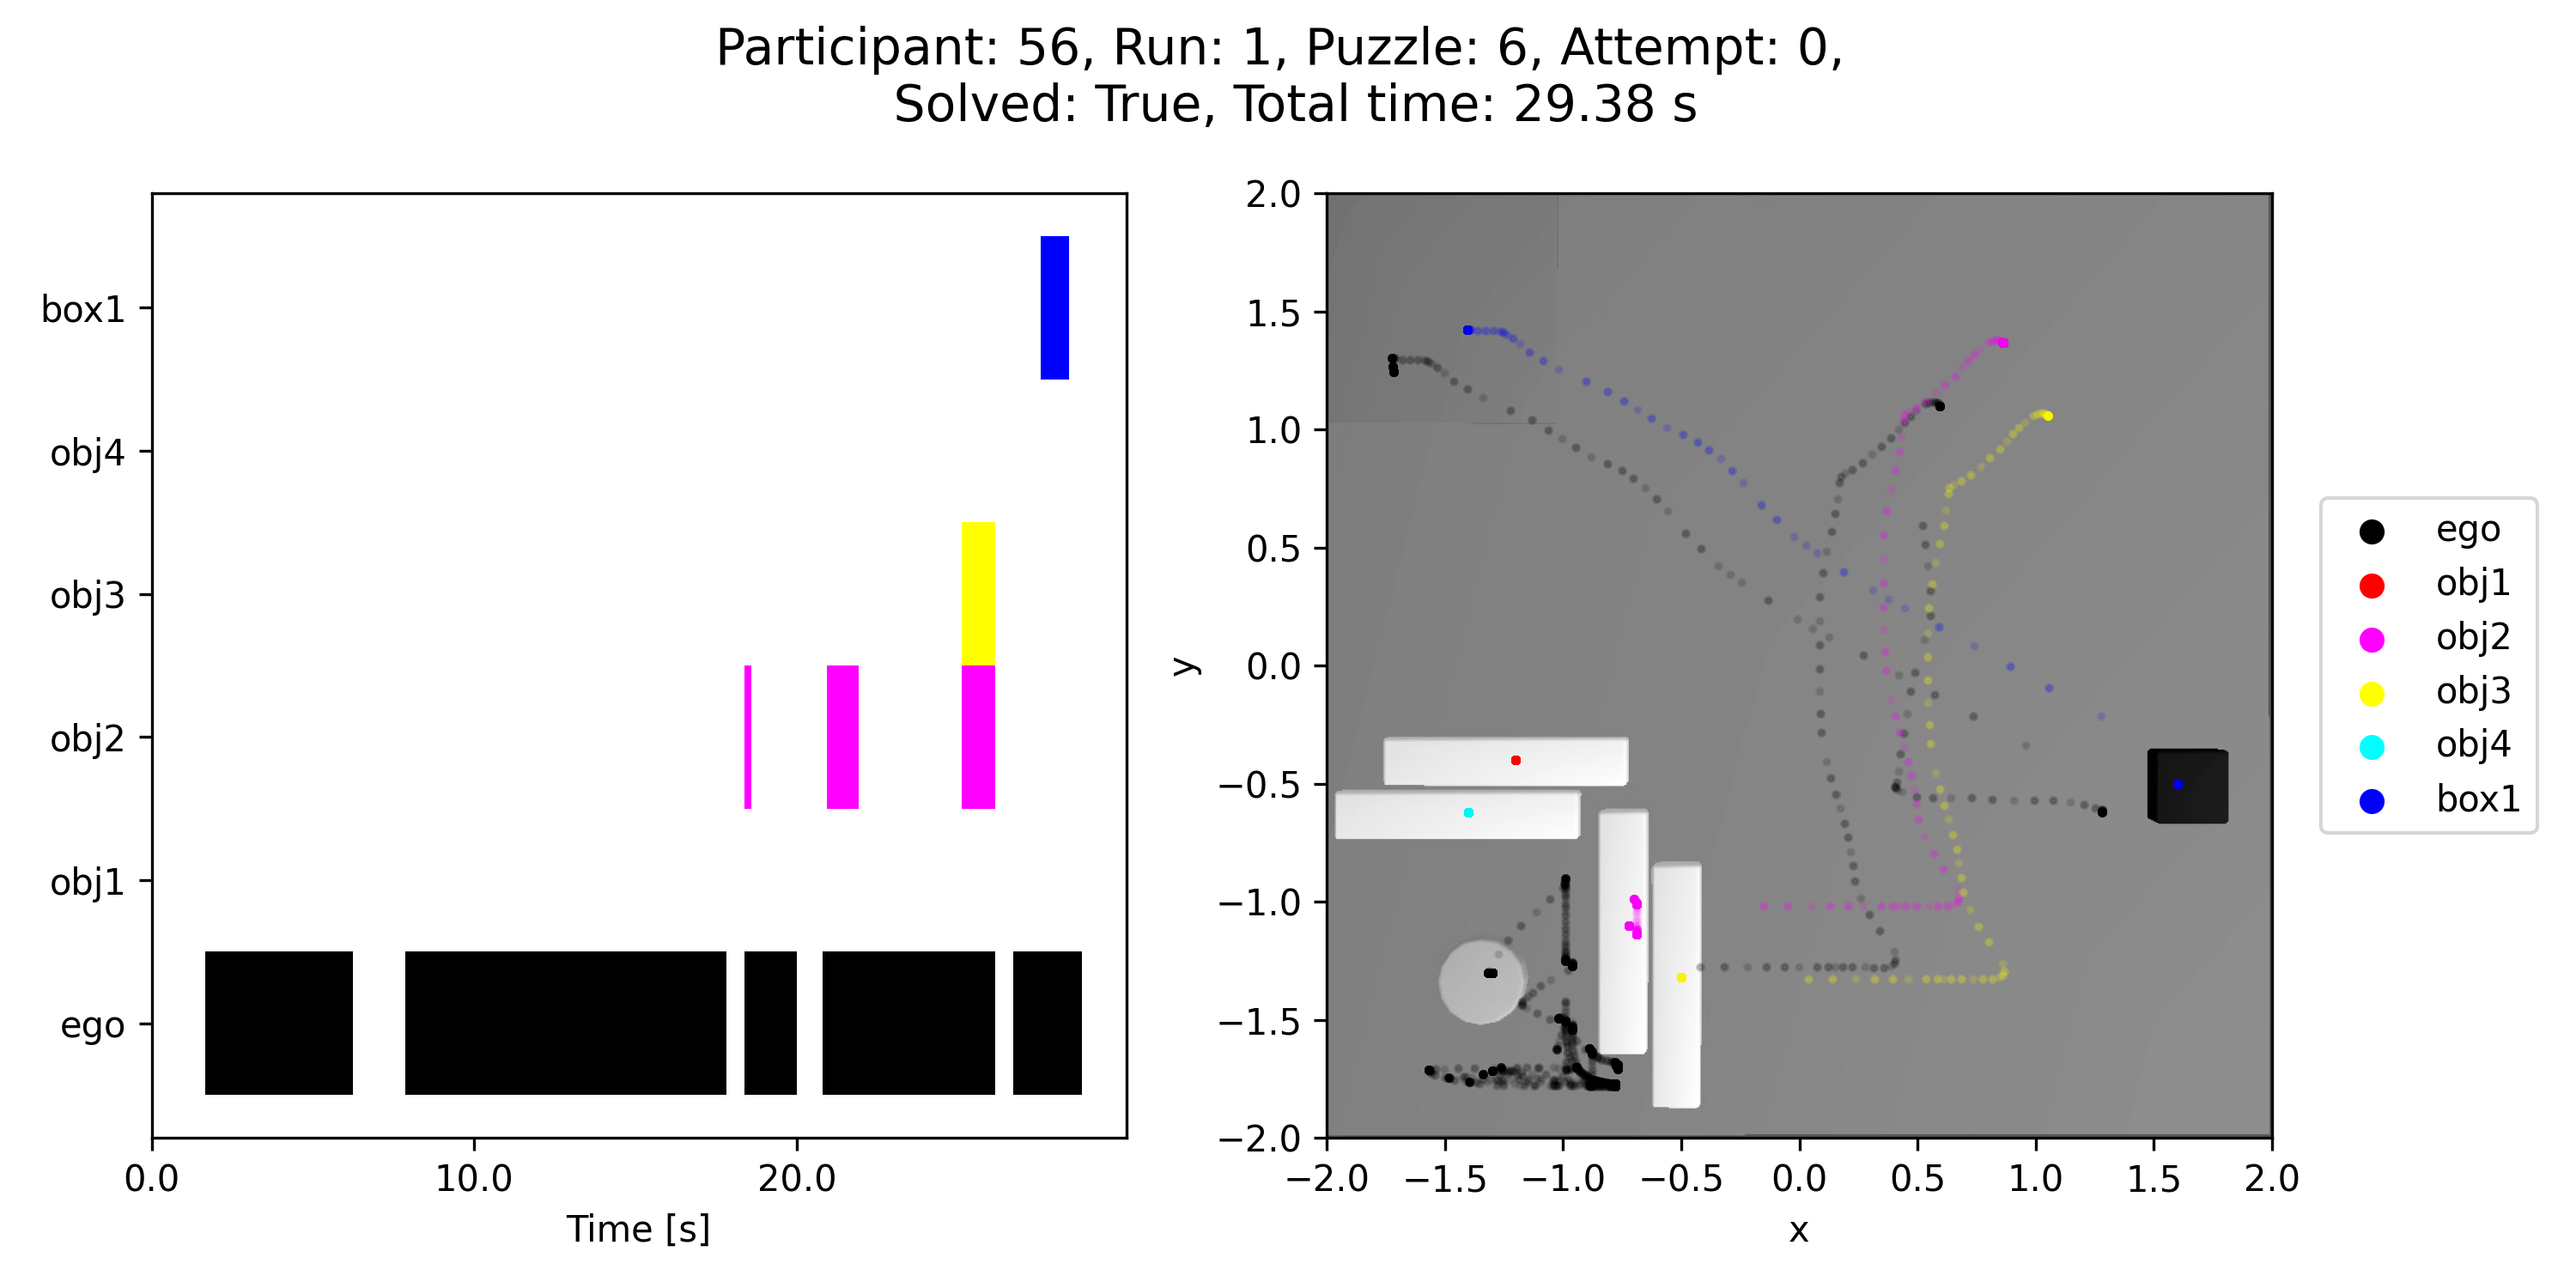 Participant: 56, Run: 1, Puzzle: 6, Attempt: 0,
Solved: True, Total time: 29.38 s
box1
obj4
obj3
obj2
obj1
ego
0.0 10.0 20.0
Time [s]
2.0
1.5
1.0
0.5
0.0
−0.5
−1.0
−1.5
−2.0
y
−2.0 −1.5 −1.0 −0.5 0.0 0.5 1.0 1.5 2.0
x
ego
obj1
obj2
obj3
obj4
box1